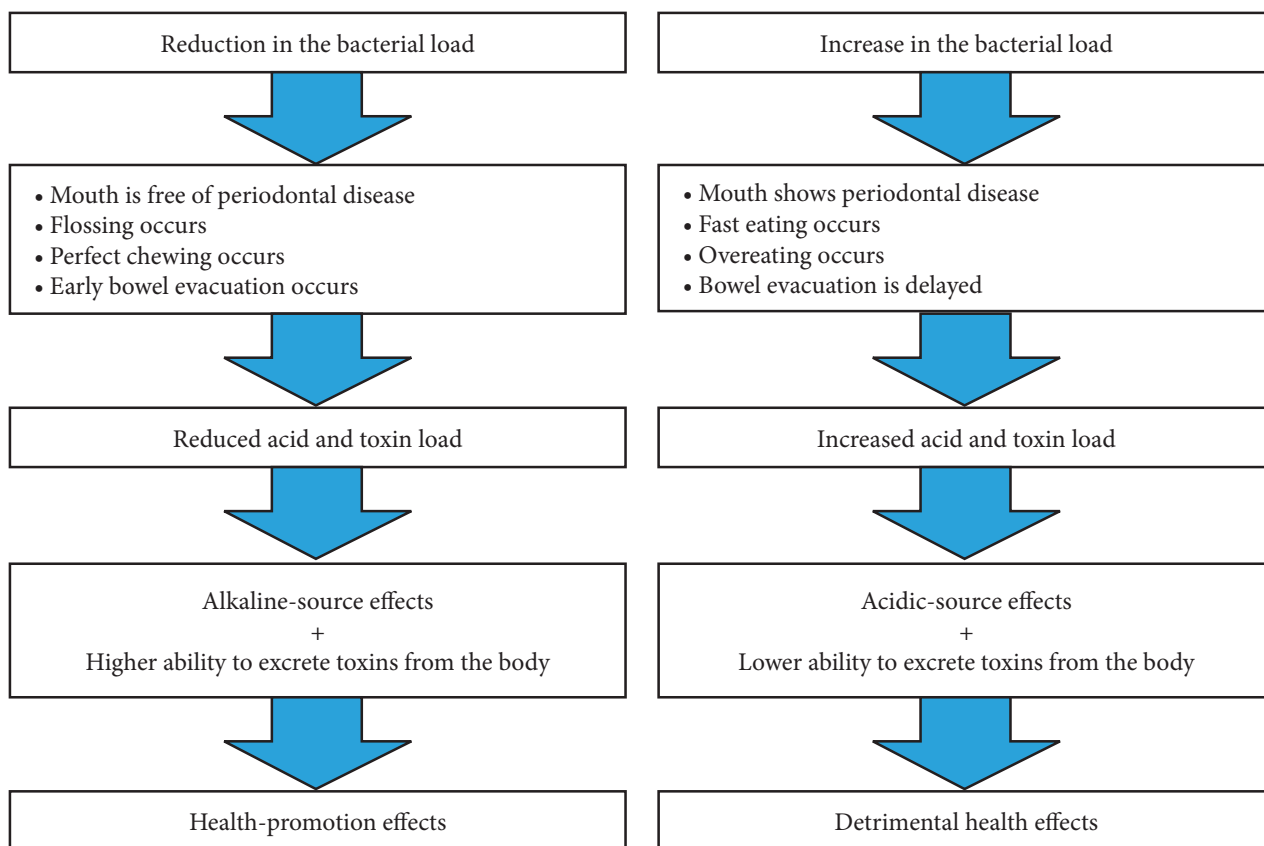 Reduction in the bacterial load
• Mouth is free of periodontal disease
• Flossing occurs
• Perfect chewing occurs
• Early bowel evacuation occurs
Reduced acid and toxin load
Alkaline-source effects
+
Higher ability to excrete toxins from the body
Health-promotion effects
Increase in the bacterial load
• Mouth shows periodontal disease
• Fast eating occurs
• Overeating occurs
• Bowel evacuation is delayed
Increased acid and toxin load
Acidic-source effects
+
Lower ability to excrete toxins from the body
Detrimental health effects